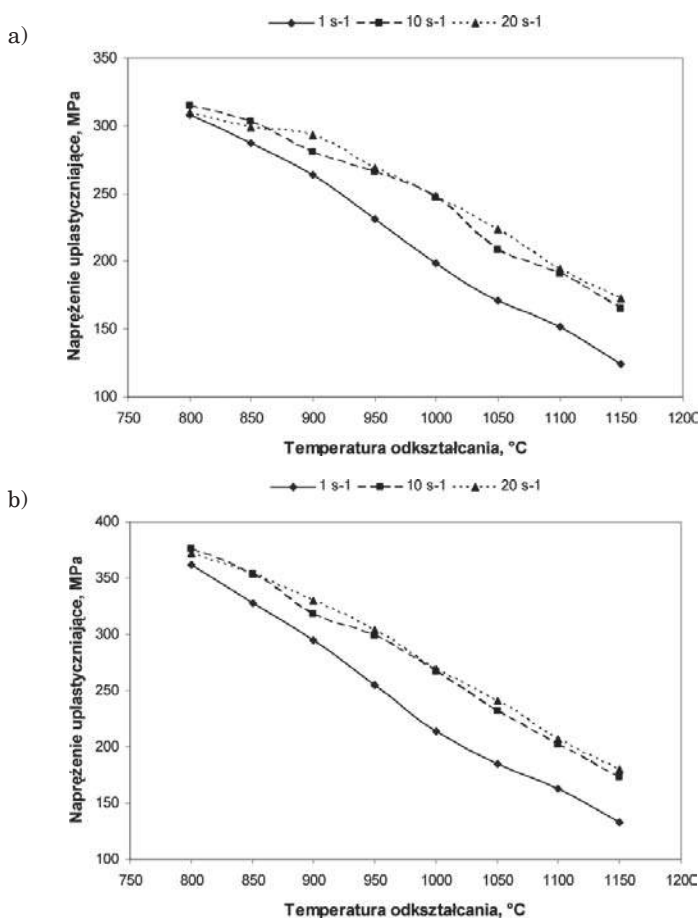 a)
1 s-1 10 s-1 20 s-1
Naprężenie uplastyczniające, MPa
350
300
250
200
150
100
750 800 850 900 950 1000 1050 1100 1150 1200
Temperatura odkształcania, °C
b)
1 s-1 10 s-1 20 s-1
Naprężenie uplastyczniające, MPa
400
350
300
250
200
150
100
750 800 850 900 950 1000 1050 1100 1150 1200
Temperatura odkształcania, °C